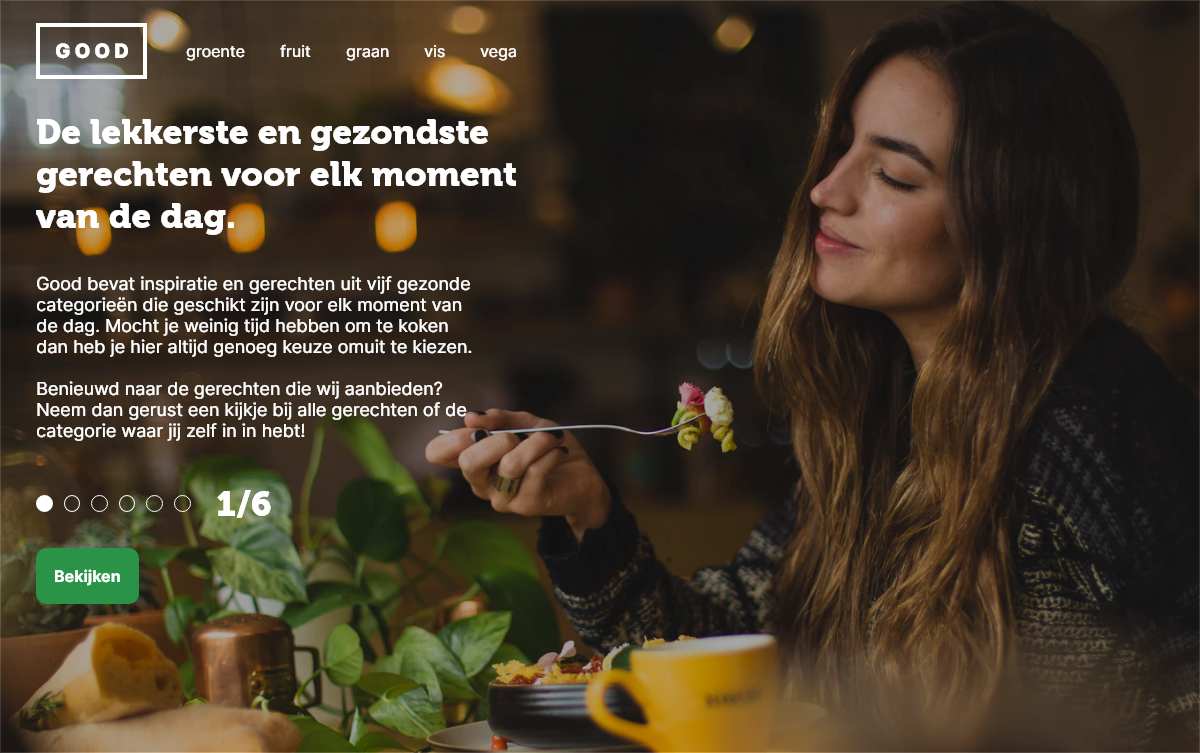 GOOD
groente fruit graan vis vega
De lekkerste en gezondste
gerechten voor elk moment
van de dag.
Good bevat inspiratie en gerechten uit vijf gezonde
categorieën die geschikt zijn voor elk moment van
de dag. Mocht je weinig tijd hebben om te koken
dan heb je hier altijd genoeg keuze omuit te kiezen.
Benieuwd naar de gerechten die wij aanbieden?
Neem dan gerust een kijkje bij alle gerechten of de
categorie waar jij zelf in in hebt!
1/6
Bekijken